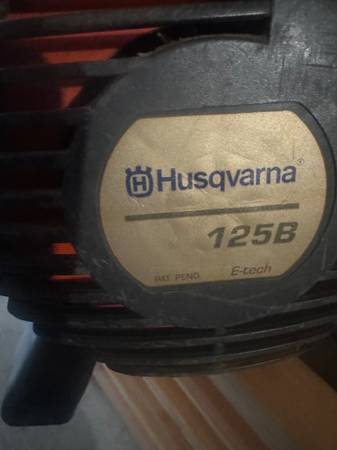 Husqvarna®
125B
PAT. PEND.
E-tech